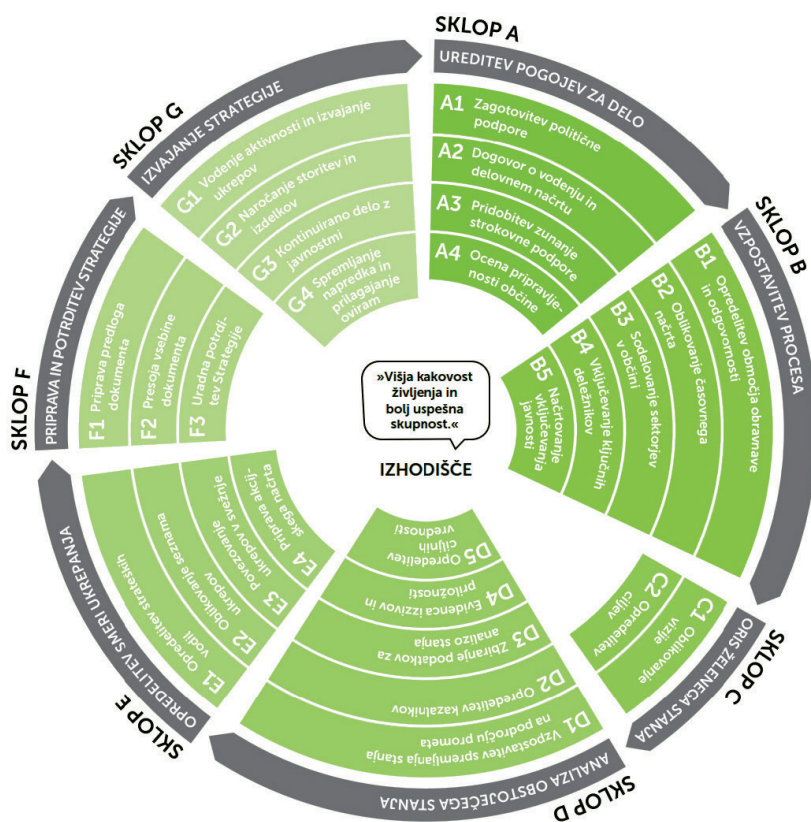 SKLOP A
UREDITEV POGOJEV ZA DELO
A1 Zagotovitev politične
podpore
A2 Dogovor o vodenju in
delovnem načrtu
A3 Pridobitev zunanje
strokovne podpore
A4 Ocena pripravlje-
nosti občine
SKLOP B
VZPOSTAVITEV PROCESA
B1 Opredelitev območja obravnave
in odgovornosti
B2 Oblikovanje časovnega
načrta
B3 Sodelovanje sektorjev
v občini
B4 Vključevanje ključnih
deležnikov
B5 Načrtovanje
vključevanja
javnosti
SKLOP C
ORIS ŽELENEGA STANJA
C1 Oblikovanje
vizije
C2 Opredelitev
ciljev
SKLOP D
ANALIZA OBSTOJEČEGA STANJA
D1 Vzpostavitev spremljanja stanja
na področju prometa
D2 Opredelitev kazalnikov
D3 Zbiranje podatkov za
analizo stanja
D4 Evidenca izzivov in
priložnosti
D5 Opredelitev
ciljnih
vrednosti
SKLOP E
OPREDELITEV SMERI UKREPANJA
E1 Opredelitev strateških
vodil
E2 Oblikovanje seznama
ukrepov
E3 Povezovanje
ukrepov v svežnje
E4 Priprava akcij-
skega načrta
SKLOP F
PRIPRAVA IN POTRDITEV STRATEGIJE
F1 Priprava predloga
dokumenta
F2 Presoja vsebine
dokumenta
F3 Uradna potrdi-
tev Strategije
SKLOP G
IZVAJANJE STRATEGIJE
G1 Vodenje aktivnosti in izvajanje
ukrepov
G2 Naročanje storitev in
izdelkov
G3 Kontinuirano delo z
javnostmi
G4 Spremljanje
napredka in
prilagajanje
oviram
»Višja kakovost
življenja in
bolj uspešna
skupnost.«
IZHODIŠČE